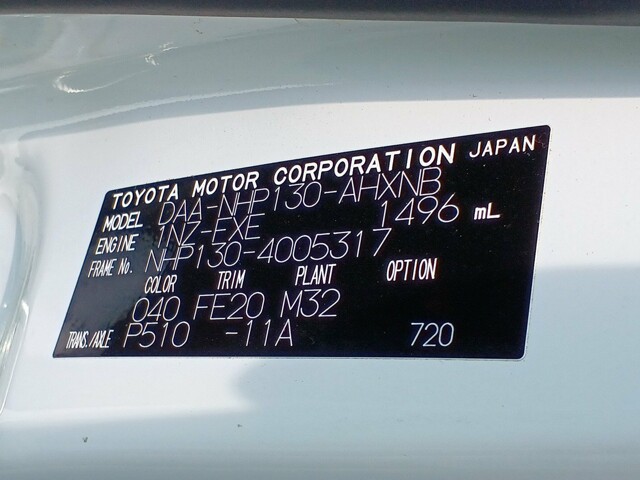 TOYOTA MOTOR CORPORATION JAPAN
MODEL DAA-NHP130-AHXNB
ENGINE 1NZ-EXE 1496 mL
FRAME No. NHP130-4005317
COLOR TRIM PLANT OPTION
040 FE20 M32
TRANS./AXLE P510 -11A 720